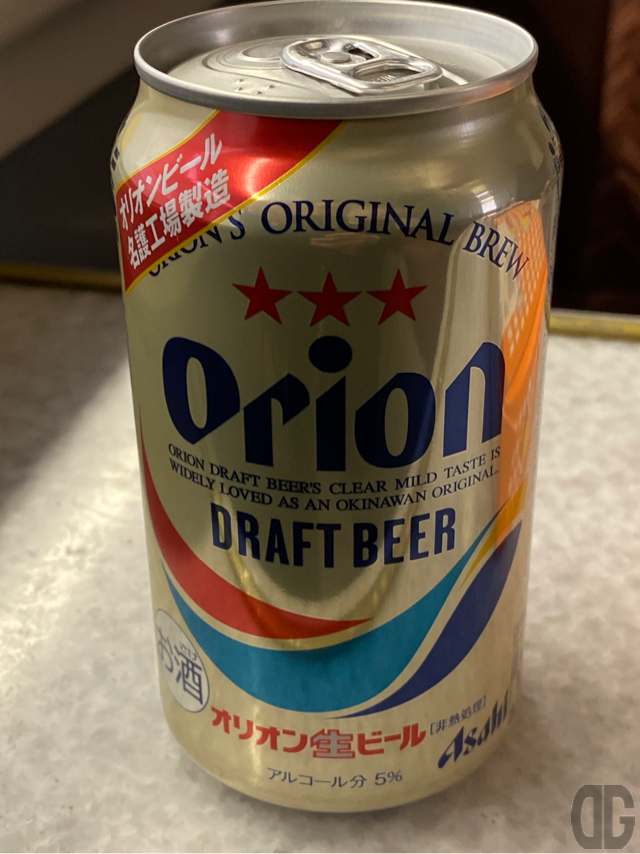 オリオンビール
名護工場製造
ORION'S ORIGINAL BREW
Orion
ORION DRAFT BEER'S CLEAR MILD TASTE IS
WIDELY LOVED AS AN OKINAWAN ORIGINAL.
DRAFT BEER
お酒
オリオン生ビール
[非熱処理]
Asahi
アルコール分 5%
DG